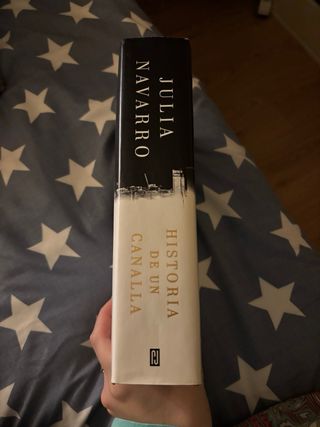 JULIA
NAVARRO
HISTORIA
DE UN
CANALLA